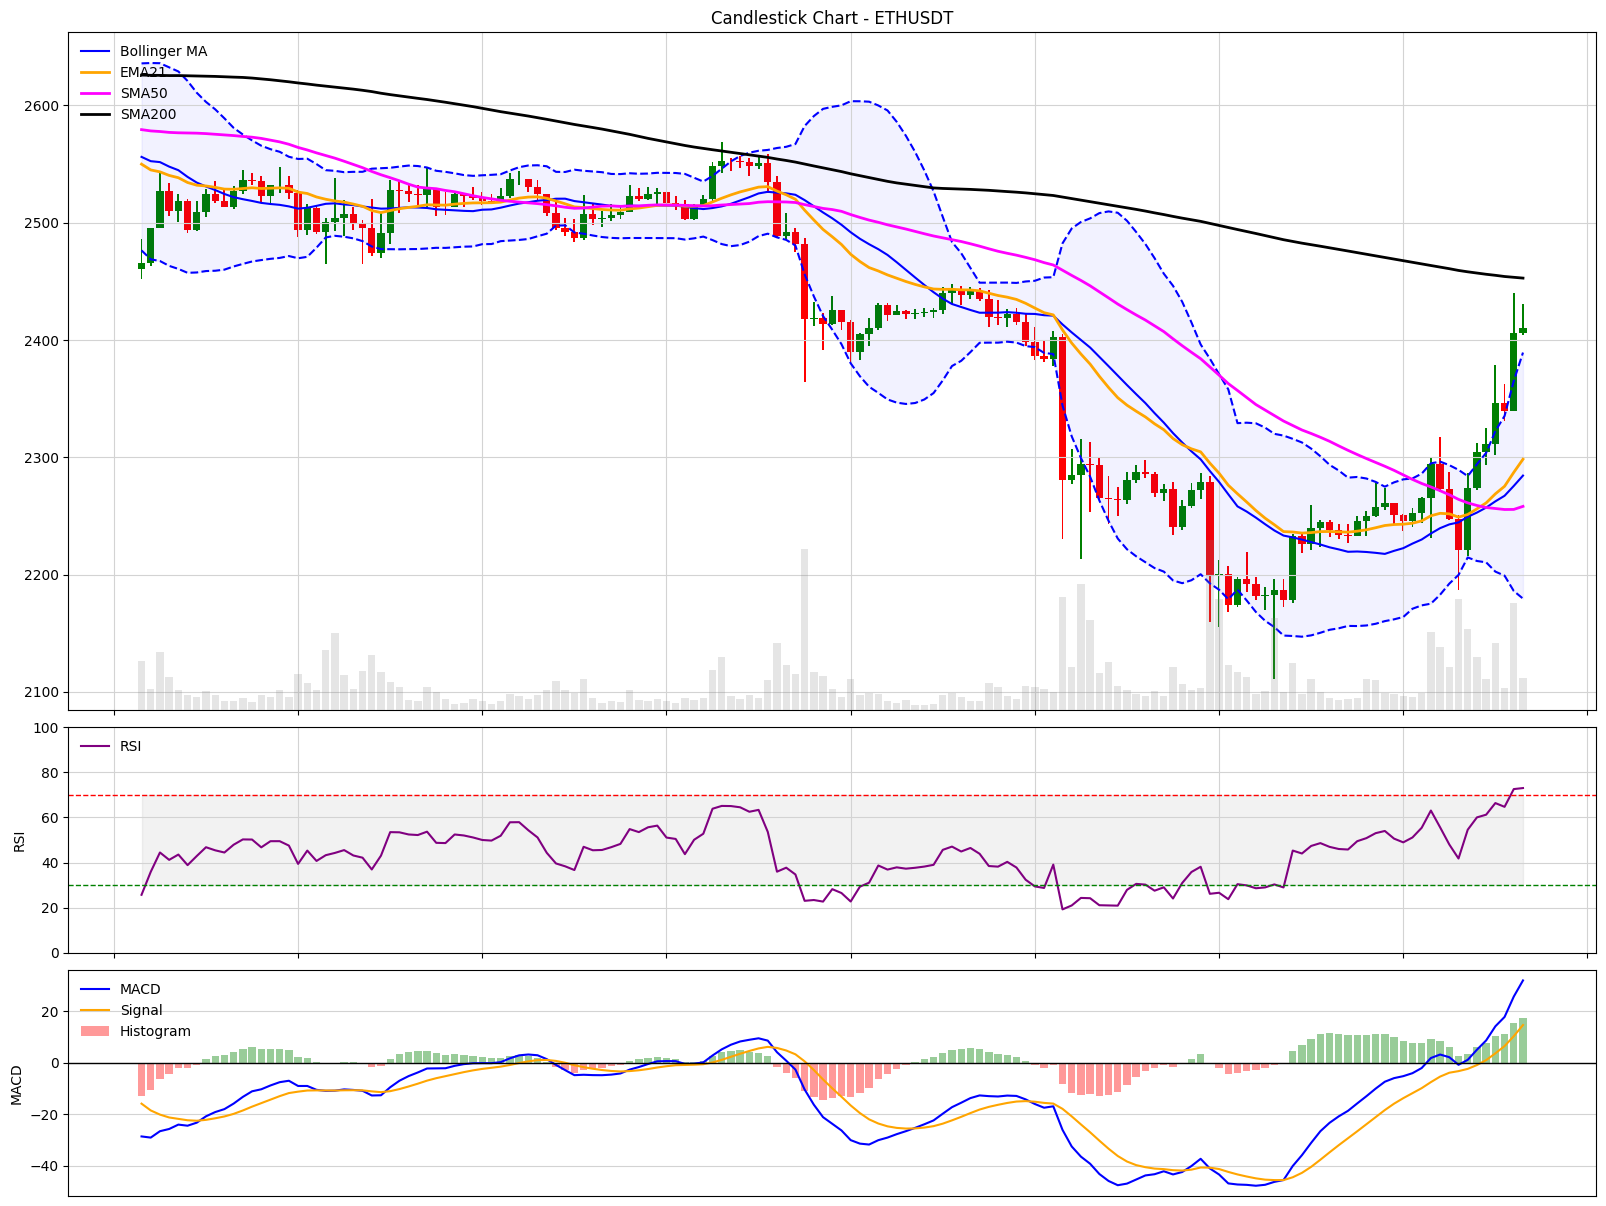 Candlestick Chart - ETHUSDT
Bollinger MA
EMA21
SMA50
SMA200
2600
2500
2400
2300
2200
2100
RSI
RSI
100
80
60
40
20
0
MACD
Signal
Histogram
MACD
20
0
−20
−40